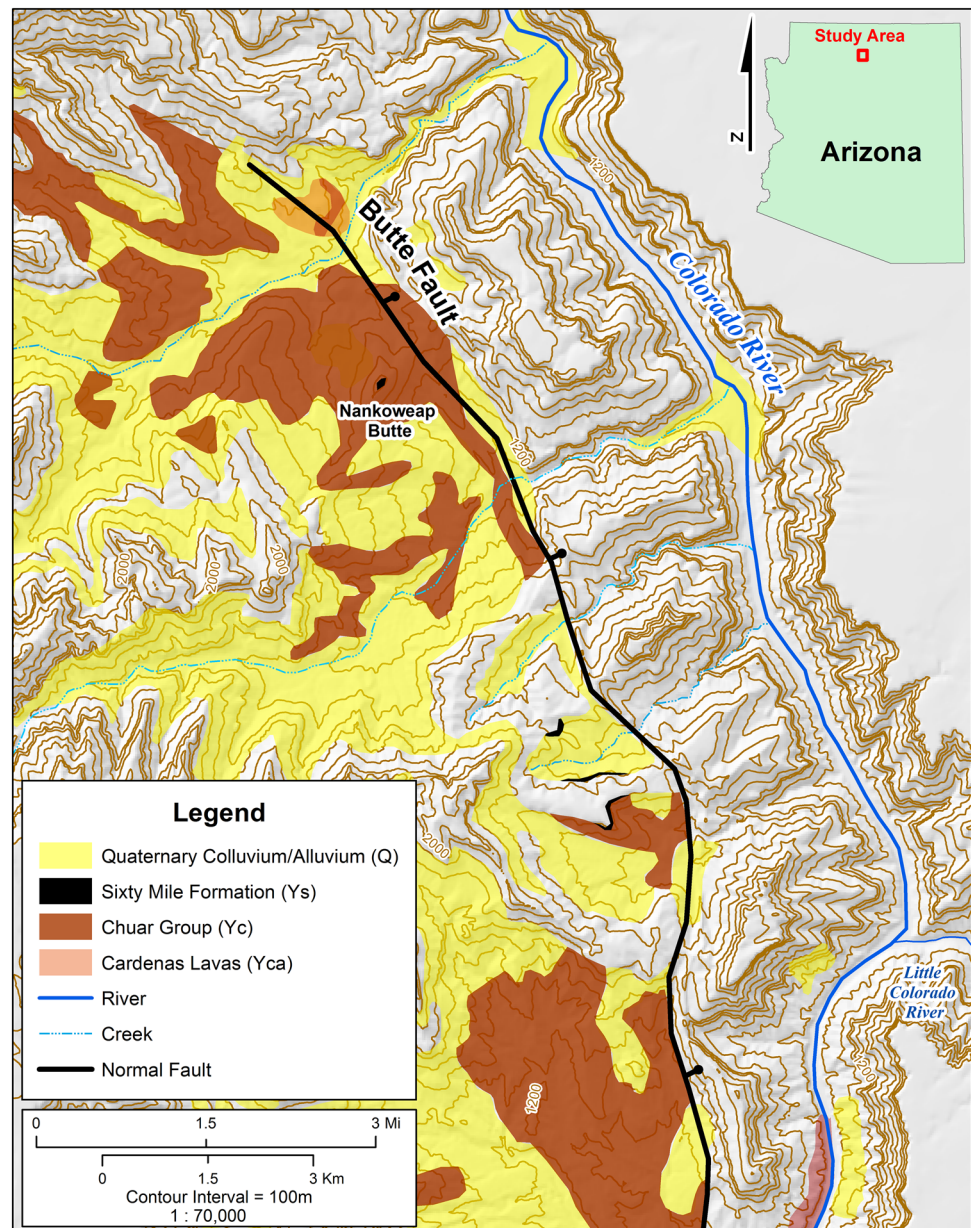 Study Area
Arizona
N
1200
Butte Fault
Colorado River
Nankoweap
Butte
1200
2000
2000
2000
1200
1200
Little
Colorado
River
Legend
Quaternary Colluvium/Alluvium (Q)
Sixty Mile Formation (Ys)
Chuar Group (Yc)
Cardenas Lavas (Yca)
River
Creek
Normal Fault
0 1.5 3 Mi
0 1.5 3 Km
Contour Interval = 100m
1 : 70,000